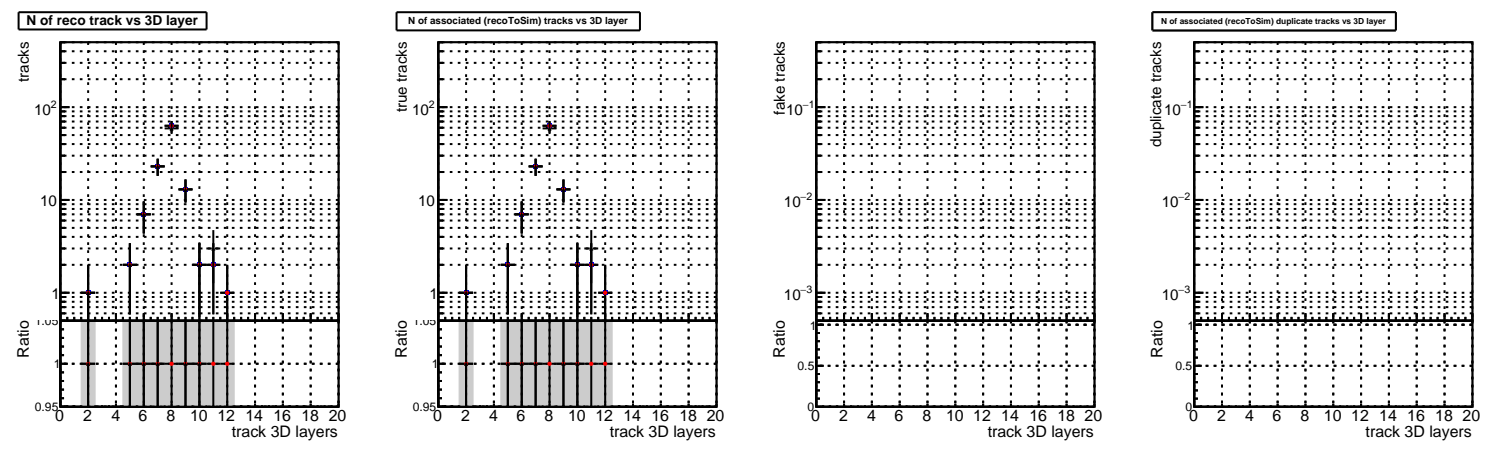 N of reco track vs 3D layer
tracks
10²
10
1
1.05
Ratio
1
0.95
0 2 4 6 8 10 12 14 16 18 20
track 3D layers
N of associated (recoToSim) tracks vs 3D layer
true tracks
10²
10
1
1.05
Ratio
1
0.95
0 2 4 6 8 10 12 14 16 18 20
track 3D layers
fake tracks
10⁻¹
10⁻²
10⁻³
Ratio
1
0.5
0
0 2 4 6 8 10 12 14 16 18 20
track 3D layers
N of associated (recoToSim) duplicate tracks vs 3D layer
duplicate tracks
10⁻¹
10⁻²
10⁻³
Ratio
1
0.5
0
0 2 4 6 8 10 12 14 16 18 20
track 3D layers